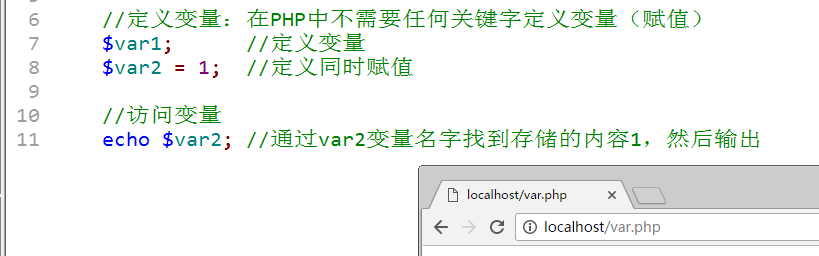 6 //定义变量：在PHP中不需要任何关键字定义变量（赋值）
7 $var1; //定义变量
8 $var2 = 1; //定义同时赋值
9
10 //访问变量
11 echo $var2; //通过var2变量名字找到存储的内容1，然后输出
localhost/var.php
localhost/var.php